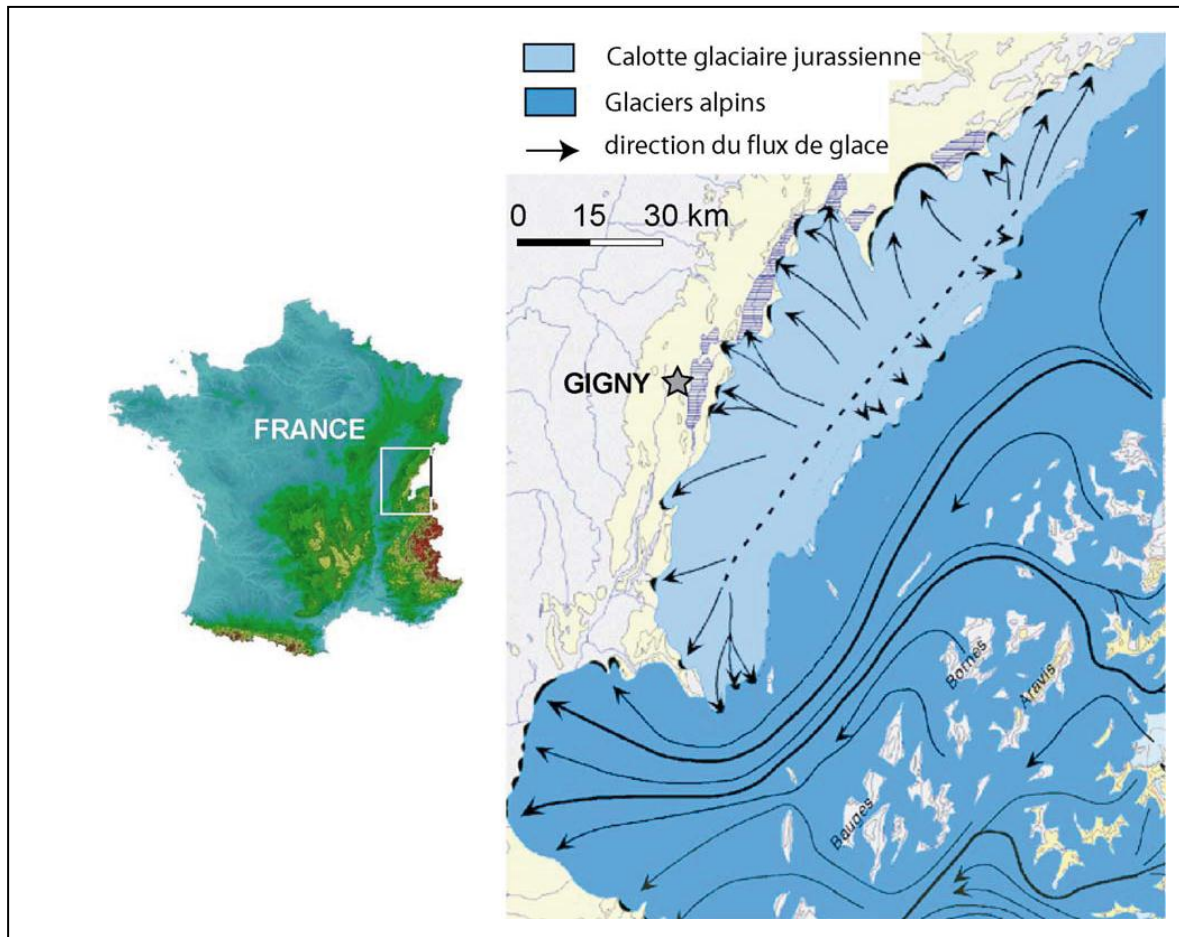 Calotte glaciaire jurassienne
Glaciers alpins
direction du flux de glace
0 15 30 km
GIGNY
FRANCE
Bornes
Aravis
Bauges